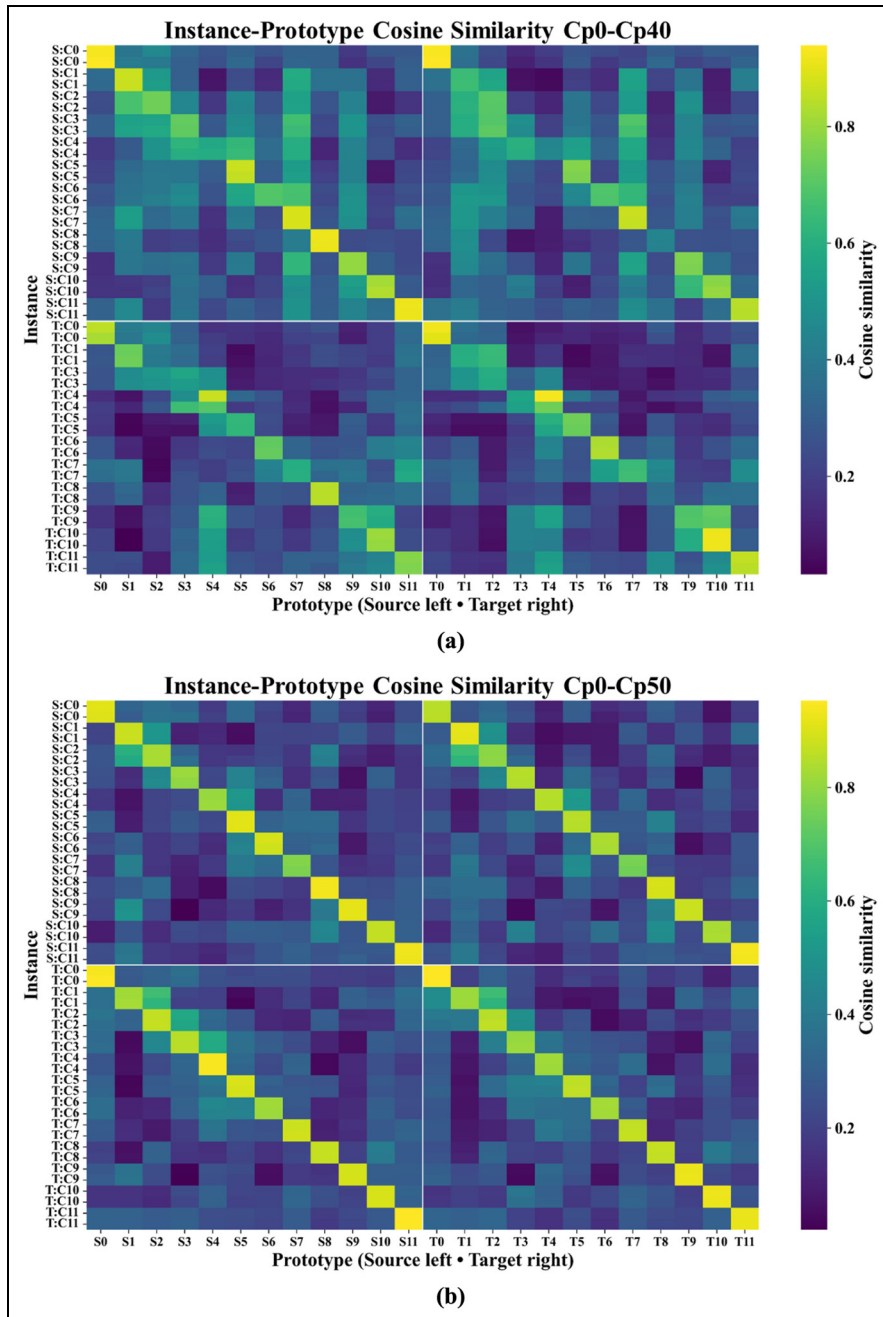 Instance-Prototype Cosine Similarity Cp0-Cp40
S:C0
S:C0
S:C1
S:C1
S:C2
S:C2
S:C3
S:C3
S:C4
S:C4
S:C5
S:C5
S:C6
S:C6
S:C7
S:C7
S:C8
S:C8
S:C9
S:C9
S:C10
S:C10
S:C11
S:C11
T:C0
T:C0
T:C1
T:C1
T:C3
T:C3
T:C4
T:C4
T:C5
T:C5
T:C6
T:C6
T:C7
T:C7
T:C8
T:C8
T:C9
T:C9
T:C10
T:C10
T:C11
T:C11
Instance
S0 S1 S2 S3 S4 S5 S6 S7 S8 S9 S10 S11 T0 T1 T2 T3 T4 T5 T6 T7 T8 T9 T10 T11
Prototype (Source left • Target right)
0.8
0.6
0.4
0.2
Cosine similarity
(a)
Instance-Prototype Cosine Similarity Cp0-Cp50
S:C0
S:C0
S:C1
S:C1
S:C2
S:C2
S:C3
S:C3
S:C4
S:C4
S:C5
S:C5
S:C6
S:C6
S:C7
S:C7
S:C8
S:C8
S:C9
S:C9
S:C10
S:C10
S:C11
S:C11
T:C0
T:C0
T:C1
T:C1
T:C2
T:C2
T:C3
T:C3
T:C4
T:C4
T:C5
T:C5
T:C6
T:C6
T:C7
T:C7
T:C8
T:C8
T:C9
T:C9
T:C10
T:C10
T:C11
T:C11
Instance
S0 S1 S2 S3 S4 S5 S6 S7 S8 S9 S10 S11 T0 T1 T2 T3 T4 T5 T6 T7 T8 T9 T10 T11
Prototype (Source left • Target right)
0.8
0.6
0.4
0.2
Cosine similarity
(b)